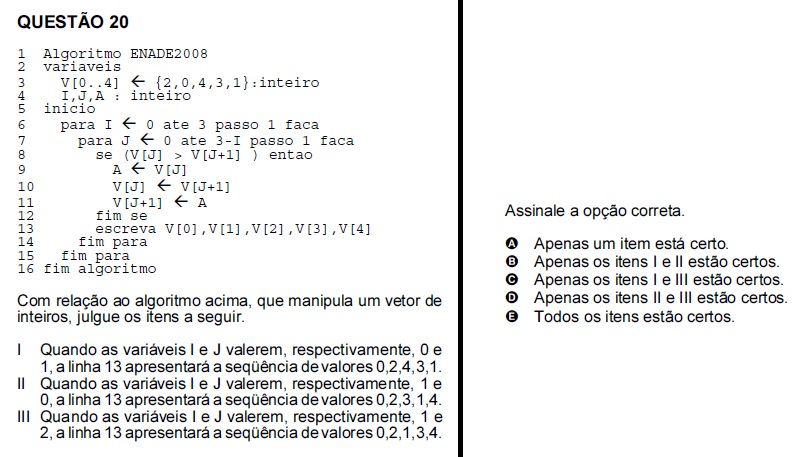 QUESTÃO 20
1 Algoritmo ENADE2008
2 variaveis
3 V[0..4] ← {2,0,4,3,1}:inteiro
4 I,J,A : inteiro
5 inicio
6 para I ← 0 ate 3 passo 1 faca
7 para J ← 0 ate 3-I passo 1 faca
8 se (V[J] > V[J+1] ) entao
9 A ← V[J]
10 V[J] ← V[J+1]
11 V[J+1] ← A
12 fim se
13 escreva V[0],V[1],V[2],V[3],V[4]
14 fim para
15 fim para
16 fim algoritmo
Com relação ao algoritmo acima, que manipula um vetor de
inteiros, julgue os itens a seguir.
I Quando as variáveis I e J valerem, respectivamente, 0 e
1, a linha 13 apresentará a seqüência de valores 0,2,4,3,1.
II Quando as variáveis I e J valerem, respectivamente, 1 e
0, a linha 13 apresentará a seqüência de valores 0,2,3,1,4.
III Quando as variáveis I e J valerem, respectivamente, 1 e
2, a linha 13 apresentará a seqüência de valores 0,2,1,3,4.
Assinale a opção correta.
A Apenas um item está certo.
B Apenas os itens I e II estão certos.
C Apenas os itens I e III estão certos.
D Apenas os itens II e III estão certos.
E Todos os itens estão certos.